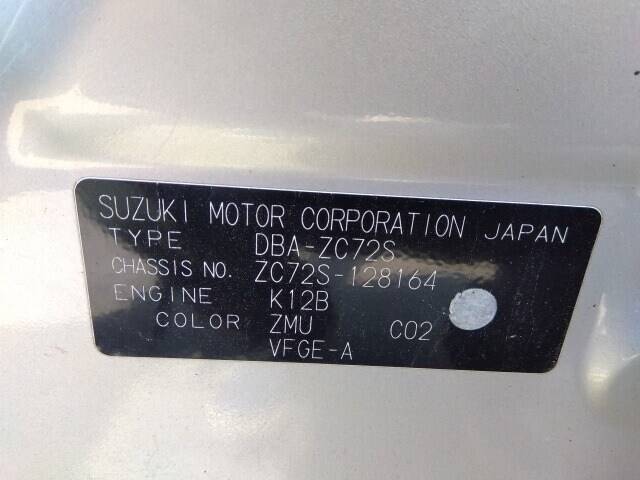 SUZUKI MOTOR CORPORATION JAPAN
TYPE DBA-ZC72S
CHASSIS NO. ZC72S-128164
ENGINE K12B
COLOR ZMU C02
VFGE-A